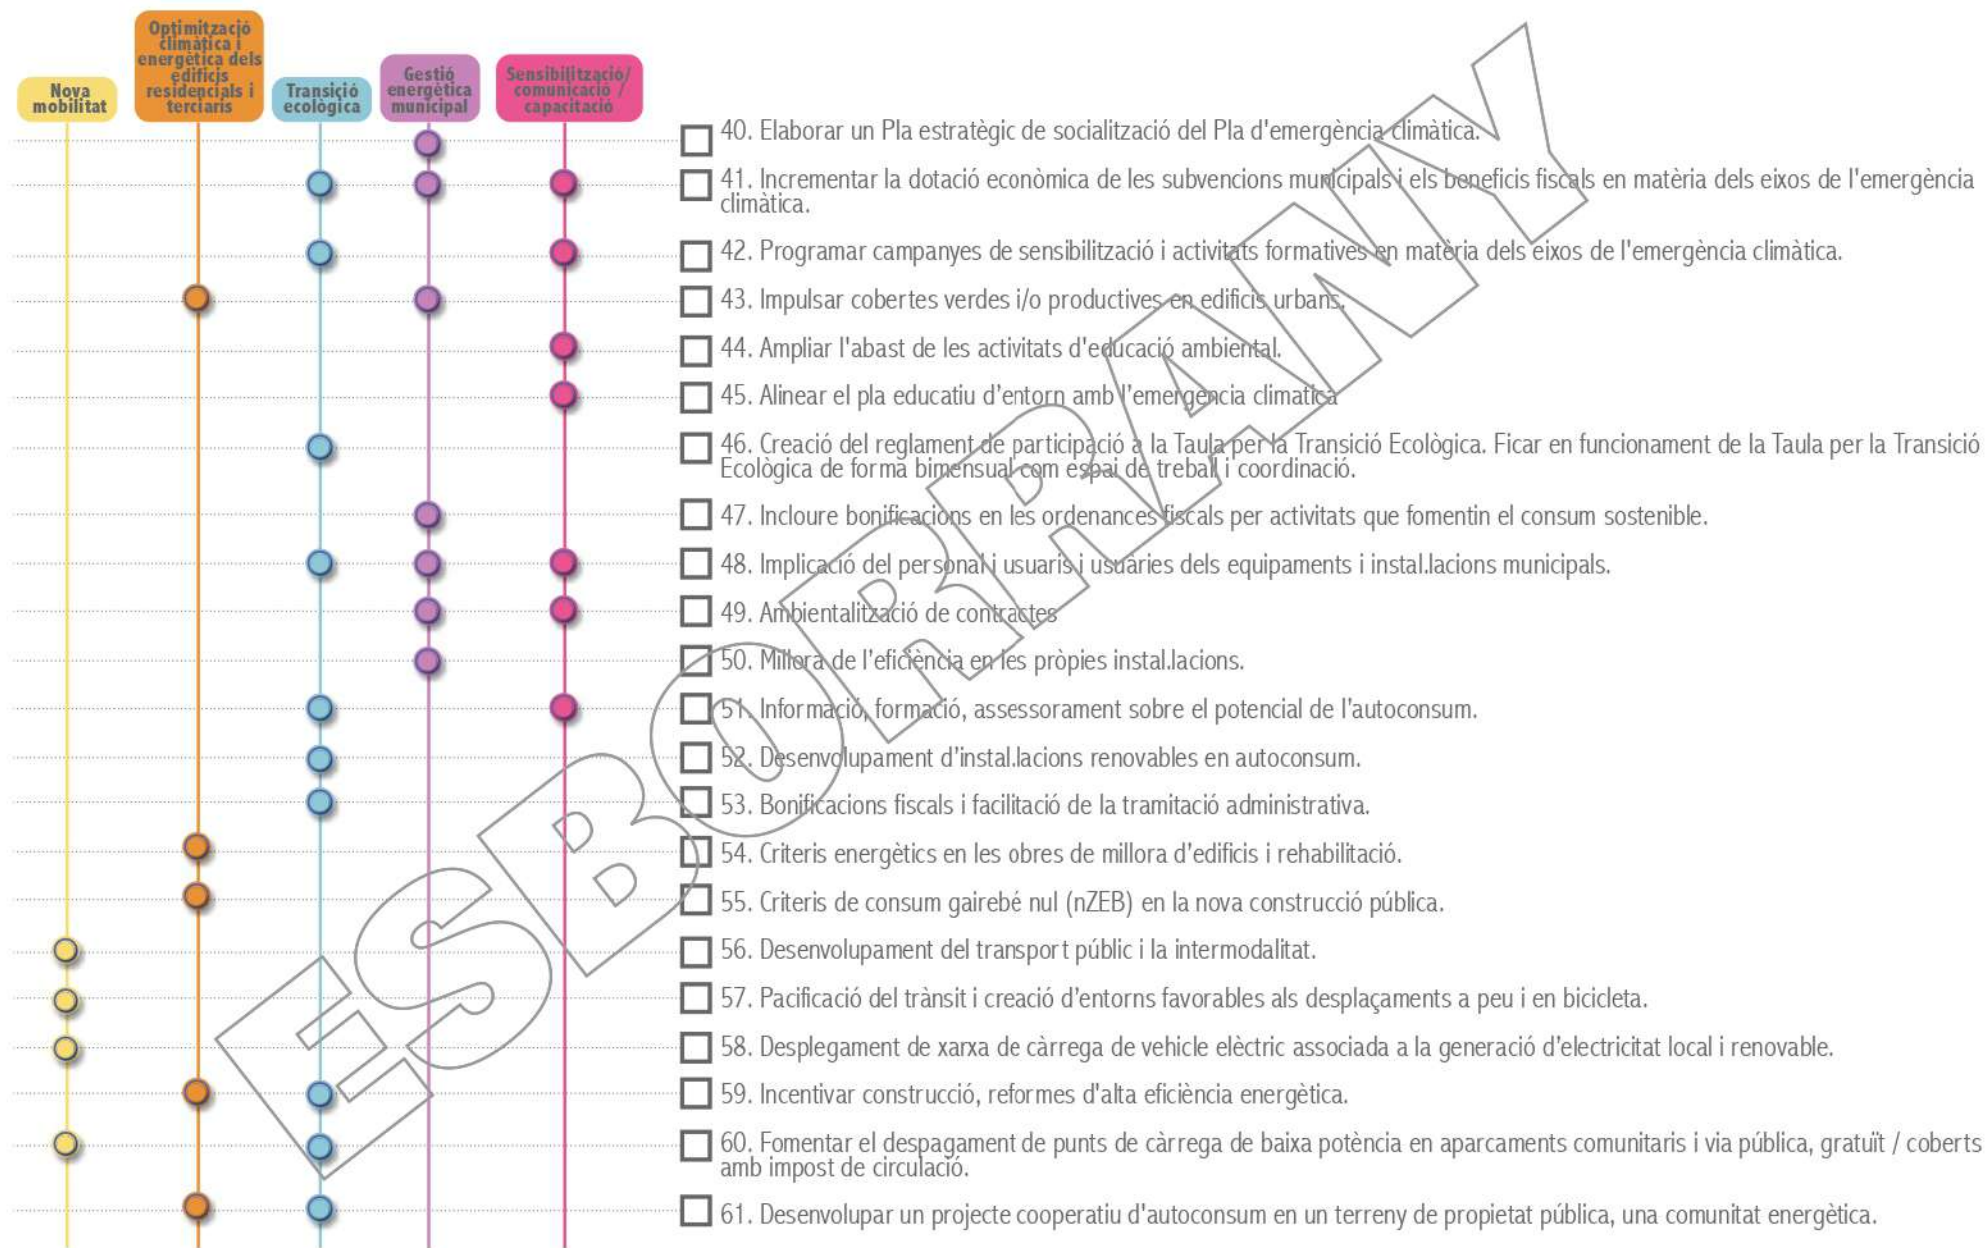 Nova
mobilitat
Optimització
climàtica i
energètica dels
edificis
residencials i
terciaris
Transició
ecològica
Gestió
energètica
municipal
Sensibilització/
comunicació /
capacitació
40. Elaborar un Pla estratègic de socialització del Pla d'emergència climàtica.
41. Incrementar la dotació econòmica de les subvencions municipals i els beneficis fiscals en matèria dels eixos de l'emergència
climàtica.
42. Programar campanyes de sensibilització i activitats formatives en matèria dels eixos de l'emergència climàtica.
43. Impulsar cobertes verdes i/o productives en edificis urbans.
44. Ampliar l'abast de les activitats d'educació ambiental.
45. Alinear el pla educatiu d'entorn amb l'emergència climatica
46. Creació del reglament de participació a la Taula per la Transició Ecològica. Ficar en funcionament de la Taula per la Transició
Ecològica de forma bimensual com espai de treball i coordinació.
47. Incloure bonificacions en les ordenances fiscals per activitats que fomentin el consum sostenible.
48. Implicació del personal i usuaris i usuàries dels equipaments i instal.lacions municipals.
49. Ambientalització de contractes
50. Millora de l'eficiència en les pròpies instal.lacions.
51. Informació, formació, assessorament sobre el potencial de l'autoconsum.
52. Desenvolupament d'instal.lacions renovables en autoconsum.
53. Bonificacions fiscals i facilitació de la tramitació administrativa.
54. Criteris energètics en les obres de millora d'edificis i rehabilitació.
55. Criteris de consum gairebé nul (nZEB) en la nova construcció pública.
56. Desenvolupament del transport públic i la intermodalitat.
57. Pacificació del trànsit i creació d'entorns favorables als desplaçaments a peu i en bicicleta.
58. Desplegament de xarxa de càrrega de vehicle elèctric associada a la generació d'electricitat local i renovable.
59. Incentivar construcció, reformes d'alta eficiència energètica.
60. Fomentar el despagament de punts de càrrega de baixa potència en aparcaments comunitaris i via pública, gratuït / coberts
amb impost de circulació.
61. Desenvolupar un projecte cooperatiu d'autoconsum en un terreny de propietat pública, una comunitat energètica.
ESBORRANY